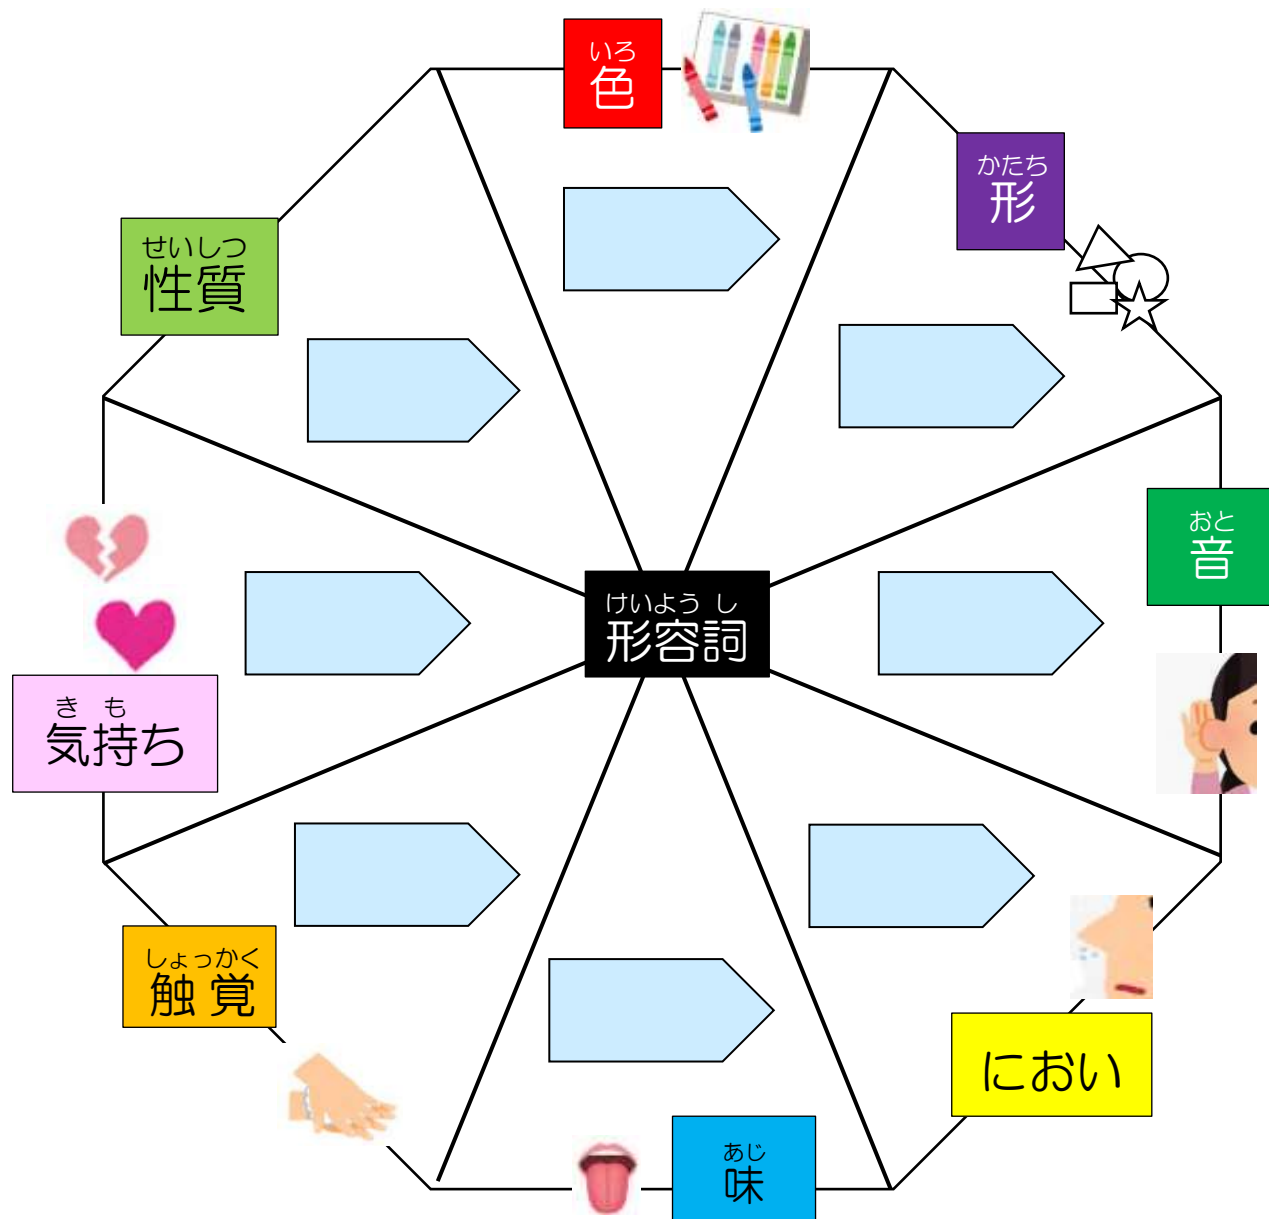 いろ
色
かたち
形
せいしつ
性質
おと
音
けいようし
形容詞
きも
気持ち
しょっかく
触覚
におい
あじ
味